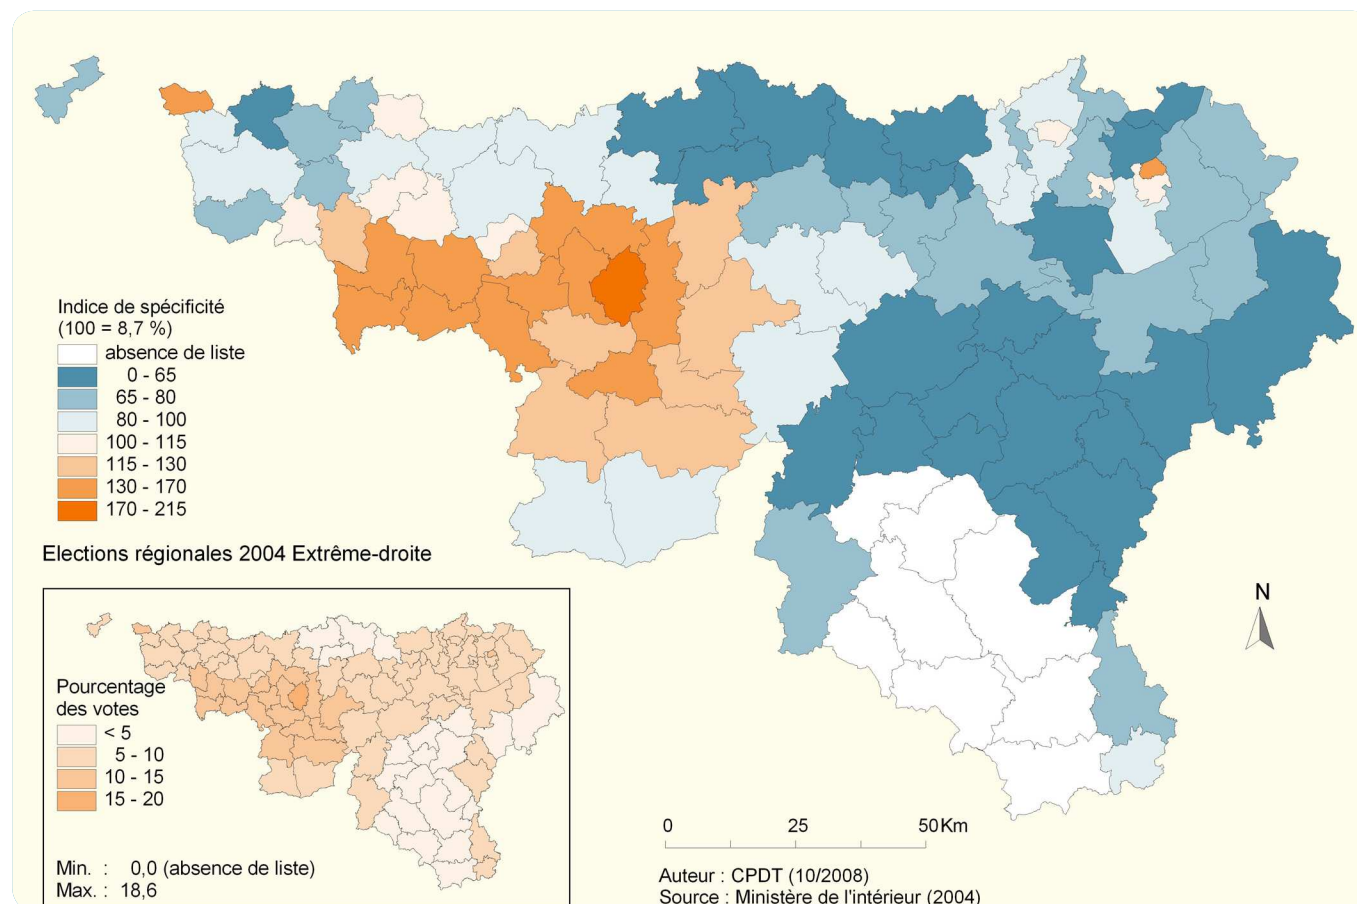 Indice de spécificité
(100 = 8,7 %)
absence de liste
0 - 65
65 - 80
80 - 100
100 - 115
115 - 130
130 - 170
170 - 215
Elections régionales 2004 Extrême-droite
Pourcentage
des votes
< 5
5 - 10
10 - 15
15 - 20
Min. : 0,0 (absence de liste)
Max. : 18,6
N
0 25 50Km
Auteur : CPDT (10/2008)
Source : Ministère de l'intérieur (2004)